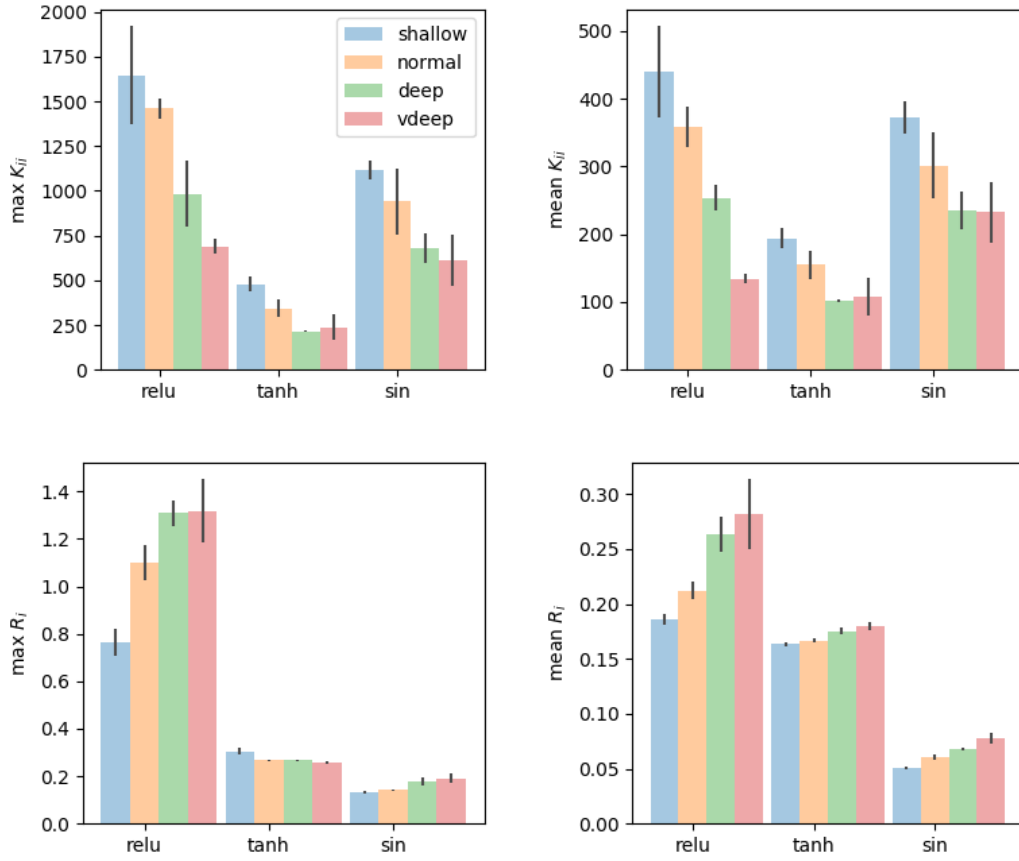 max K_ii
2000
1750
1500
1250
1000
750
500
250
0
relu tanh sin
shallow
normal
deep
vdeep
mean K_ii
500
400
300
200
100
0
relu tanh sin
max R_i
1.4
1.2
1.0
0.8
0.6
0.4
0.2
0.0
relu tanh sin
mean R_i
0.30
0.25
0.20
0.15
0.10
0.05
0.00
relu tanh sin